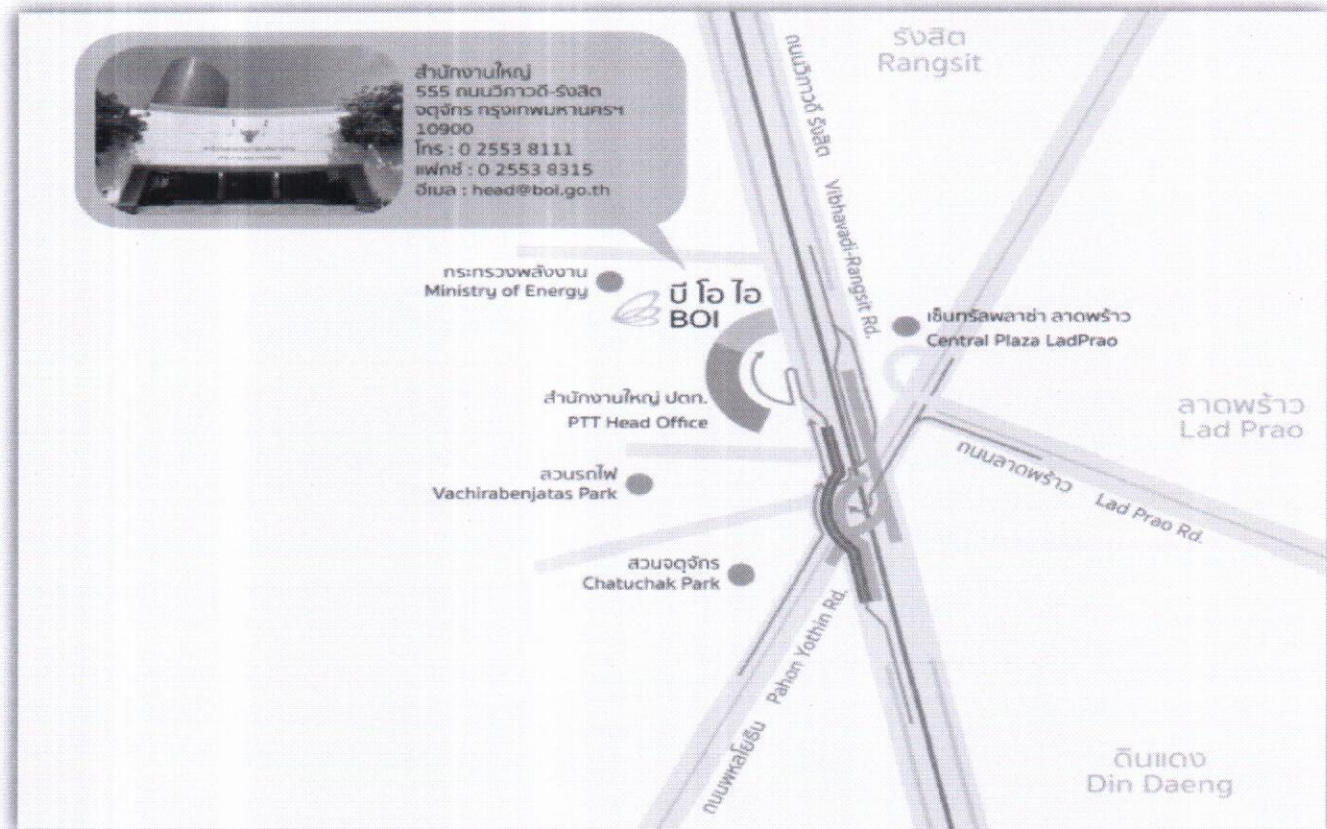 สำนักงานใหญ่
555 ถนนวิภาวดี-รังสิต
จตุจักร กรุงเทพมหานครฯ
10900
โทร : 0 2553 8111
แฟกซ์ : 0 2553 8315
อีเมล : head@boi.go.th
รังสิต
Rangsit
ถนนวิภาวดี รังสิต Vibhavadi-Rangsit Rd.
กระทรวงพลังงาน
Ministry of Energy
บี โอ ไอ
BOI
เซ็นทรัลพลาซ่า ลาดพร้าว
Central Plaza LadPrao
สำนักงานใหญ่ ปตท.
PTT Head Office
ลาดพร้าว
Lad Prao
ถนนลาดพร้าว Lad Prao Rd.
สวนรถไฟ
Vachirabenjatas Park
สวนจตุจักร
Chatuchak Park
ถนนพหลโยธิน Pahon Yothin Rd.
ดินแดง
Din Daeng